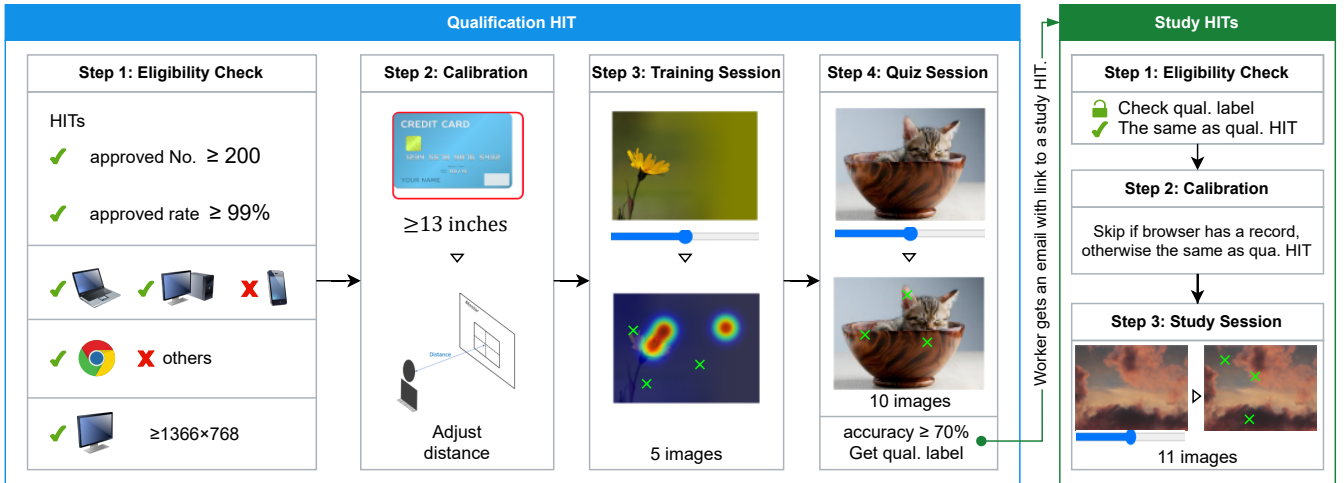 Qualification HIT
Step 1: Eligibility Check
HITs
approved No. ≥ 200
approved rate ≥ 99%
others
≥1366×768
Step 2: Calibration
CREDIT CARD
YOUR NAME
≥13 inches
Distance
Adjust
distance
Step 3: Training Session
5 images
Step 4: Quiz Session
10 images
accuracy ≥ 70%
Get qual. label
Worker gets an email with link to a study HIT.
Study HITs
Step 1: Eligibility Check
Check qual. label
The same as qual. HIT
Step 2: Calibration
Skip if browser has a record,
otherwise the same as qua. HIT
Step 3: Study Session
11 images